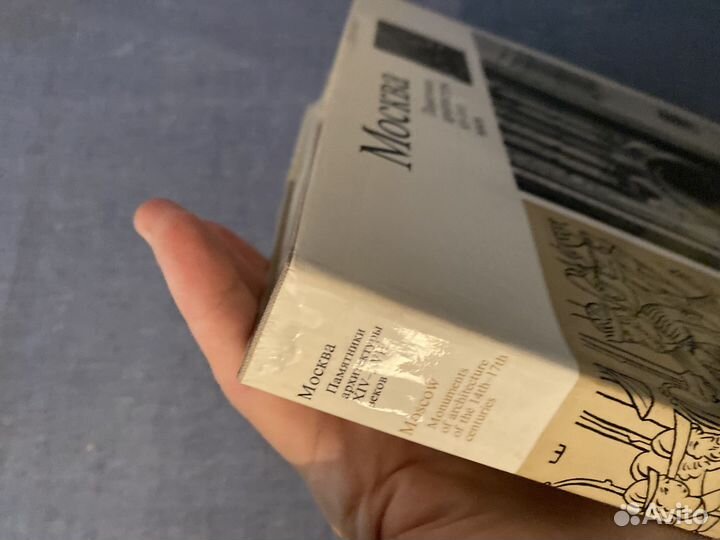 Москва
Москва
Памятники
архитектуры
XIV–XVII
веков
Moscow
Monuments
of architecture
of the 14th–17th
centuries
Avito